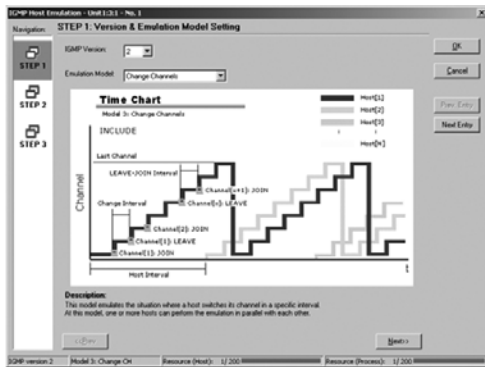 IGMP Host Emulation - Unit1:3:1 - No. 1
Navigation
STEP 1: Version & Emulation Model Setting
IGMP Version:
2
OK
STEP 1
Emulation Model:
Change Channels
Cancel
STEP 2
Time Chart
Host[1]
Prev. Entry
Model 3: Change Channels
Host[2]
Next Entry
STEP 3
INCLUDE
Host[3]
Host[N]
Last Channel
LEAVE-JOIN Interval
Channel[n+1]: JOIN
Channel
Change Interval
Channel[n]: LEAVE
Channel[2]: JOIN
Channel[1]: LEAVE
Channel[1]: JOIN
t
Host Interval
Description:
This model emulates the situation where a host switches its channel in a specific interval.
At this model, one or more hosts can perform the emulation in parallel with each other.
<<Prev
Next>>
IGMP version 2
Model 3: Change CH
Resource (Host): 1/ 200
Resource (Process): 1/ 200